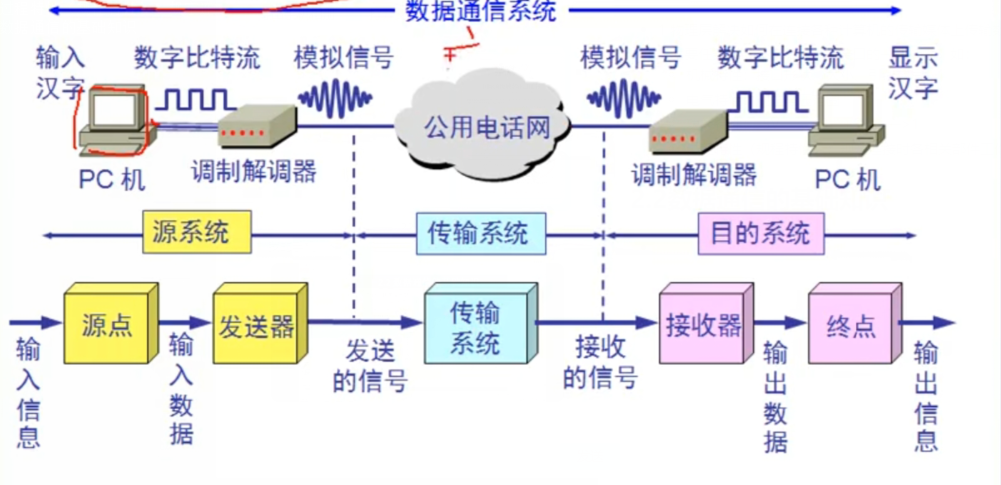 数据通信系统
输入
汉字
数字比特流
模拟信号
模拟信号
数字比特流
显示
汉字
公用电话网
PC 机
调制解调器
调制解调器
PC 机
源系统
传输系统
目的系统
源点
发送器
传输
系统
接收器
终点
输入信息
输入数据
发送
的信号
接收
的信号
输出数据
输出信息